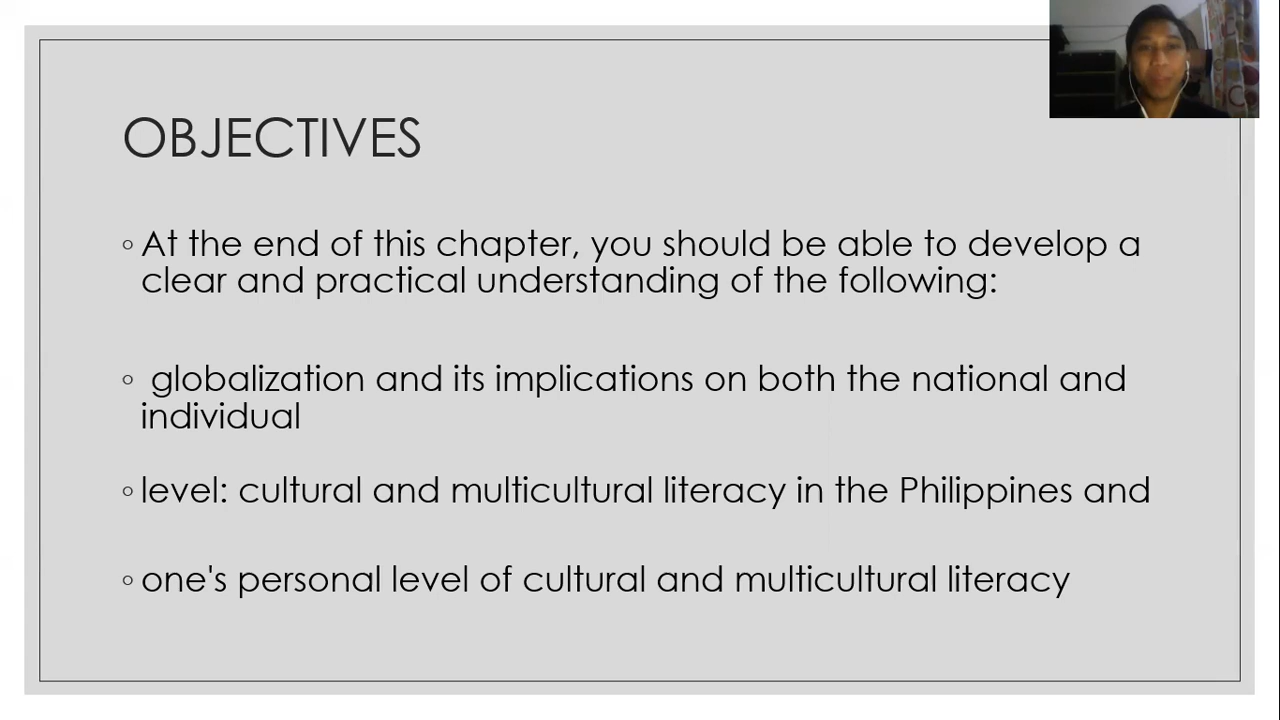 OBJECTIVES
◦ At the end of this chapter, you should be able to develop a
clear and practical understanding of the following:
◦ globalization and its implications on both the national and
individual
◦ level: cultural and multicultural literacy in the Philippines and
◦ one's personal level of cultural and multicultural literacy